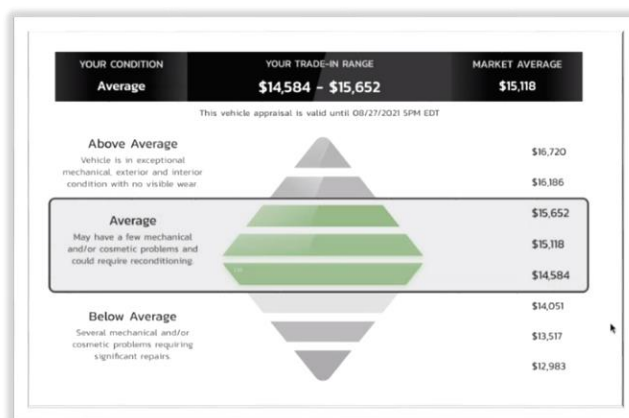 YOUR CONDITION
Average
YOUR TRADE-IN RANGE
$14,584 - $15,652
MARKET AVERAGE
$15,118
This vehicle appraisal is valid until 08/27/2021 5PM EDT
Above Average
Vehicle is in exceptional
mechanical, exterior and interior
condition with no visible wear
$16,720
$16,186
Average
May have a few mechanical
and/or cosmetic problems and
could require reconditioning.
$15,652
$15,118
$14,584
Below Average
Several mechanical and/or
cosmetic problems requiring
significant repairs.
$14,051
$13,517
$12,983